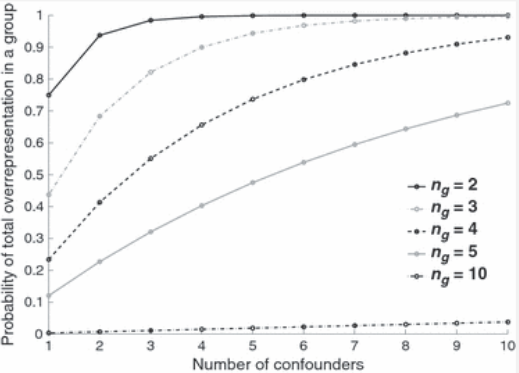 Probability of total overrepresentation in a group
1
0.9
0.8
0.7
0.6
0.5
0.4
0.3
0.2
0.1
0
1 2 3 4 5 6 7 8 9 10
Number of confounders
n_g = 2
n_g = 3
n_g = 4
n_g = 5
n_g = 10